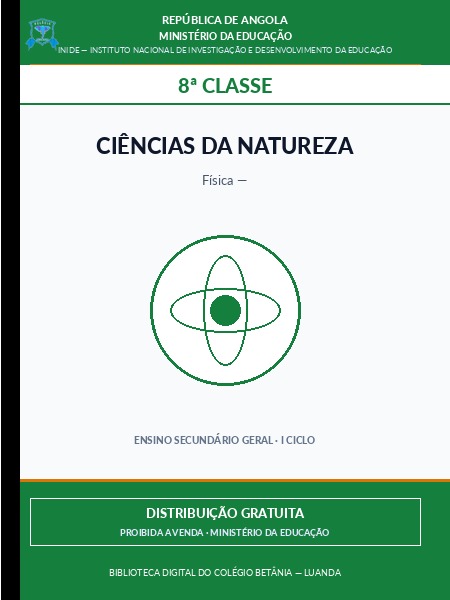 REPÚBLICA DE ANGOLA
MINISTÉRIO DA EDUCAÇÃO
INIDE — INSTITUTO NACIONAL DE INVESTIGAÇÃO E DESENVOLVIMENTO DA EDUCAÇÃO
8ª CLASSE
CIÊNCIAS DA NATUREZA
Física —
ENSINO SECUNDÁRIO GERAL · I CICLO
DISTRIBUIÇÃO GRATUITA
PROIBIDA A VENDA · MINISTÉRIO DA EDUCAÇÃO
BIBLIOTECA DIGITAL DO COLÉGIO BETÂNIA — LUANDA